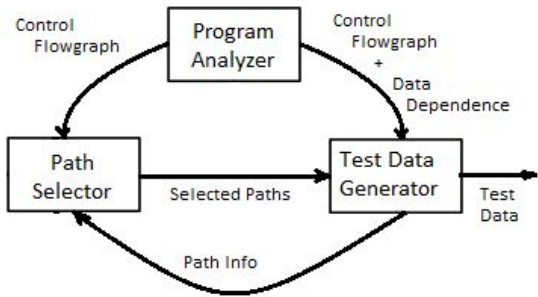 Control
Flowgraph
Program
Analyzer
Control
Flowgraph
+
Data
Dependence
Path
Selector
Selected Paths
Test Data
Generator
Test
Data
Path Info